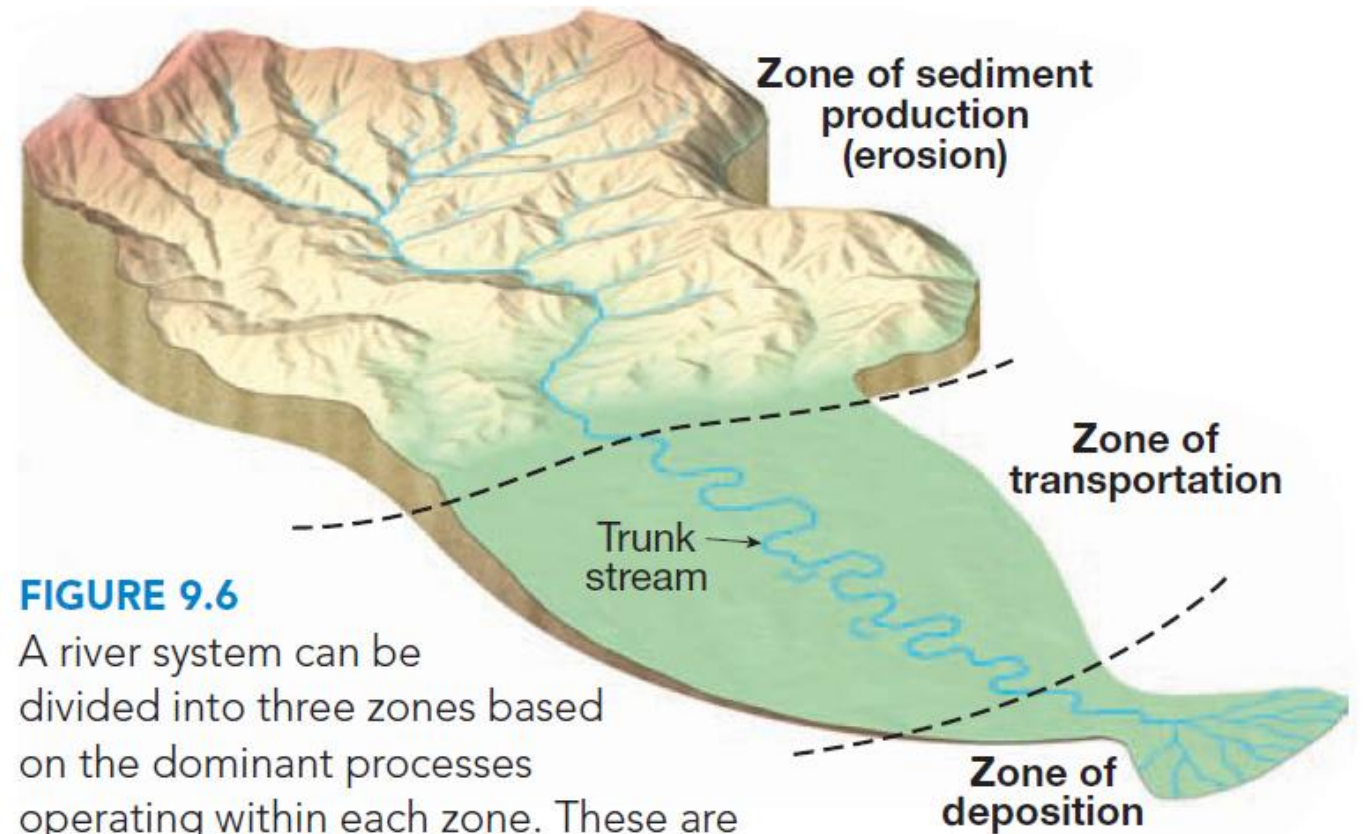 Zone of sediment
production
(erosion)
Zone of
transportation
Trunk
stream
FIGURE 9.6
A river system can be
divided into three zones based
on the dominant processes
operating within each zone. These are
Zone of
deposition